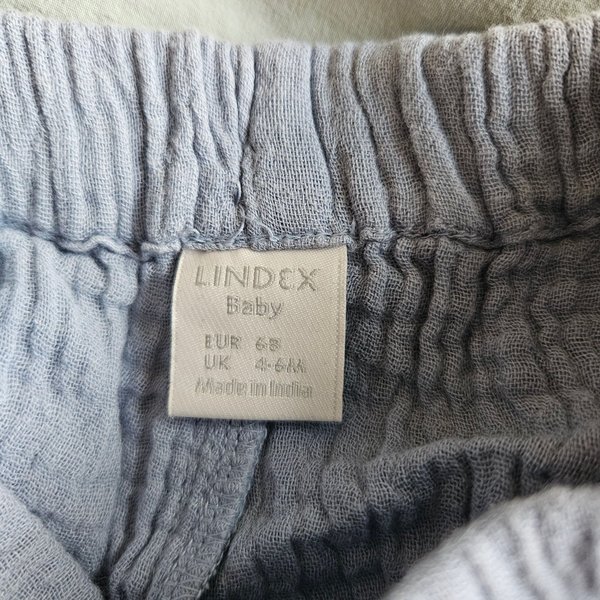 LINDEX
Baby
EUR 68
UK 4-6M
Made in India